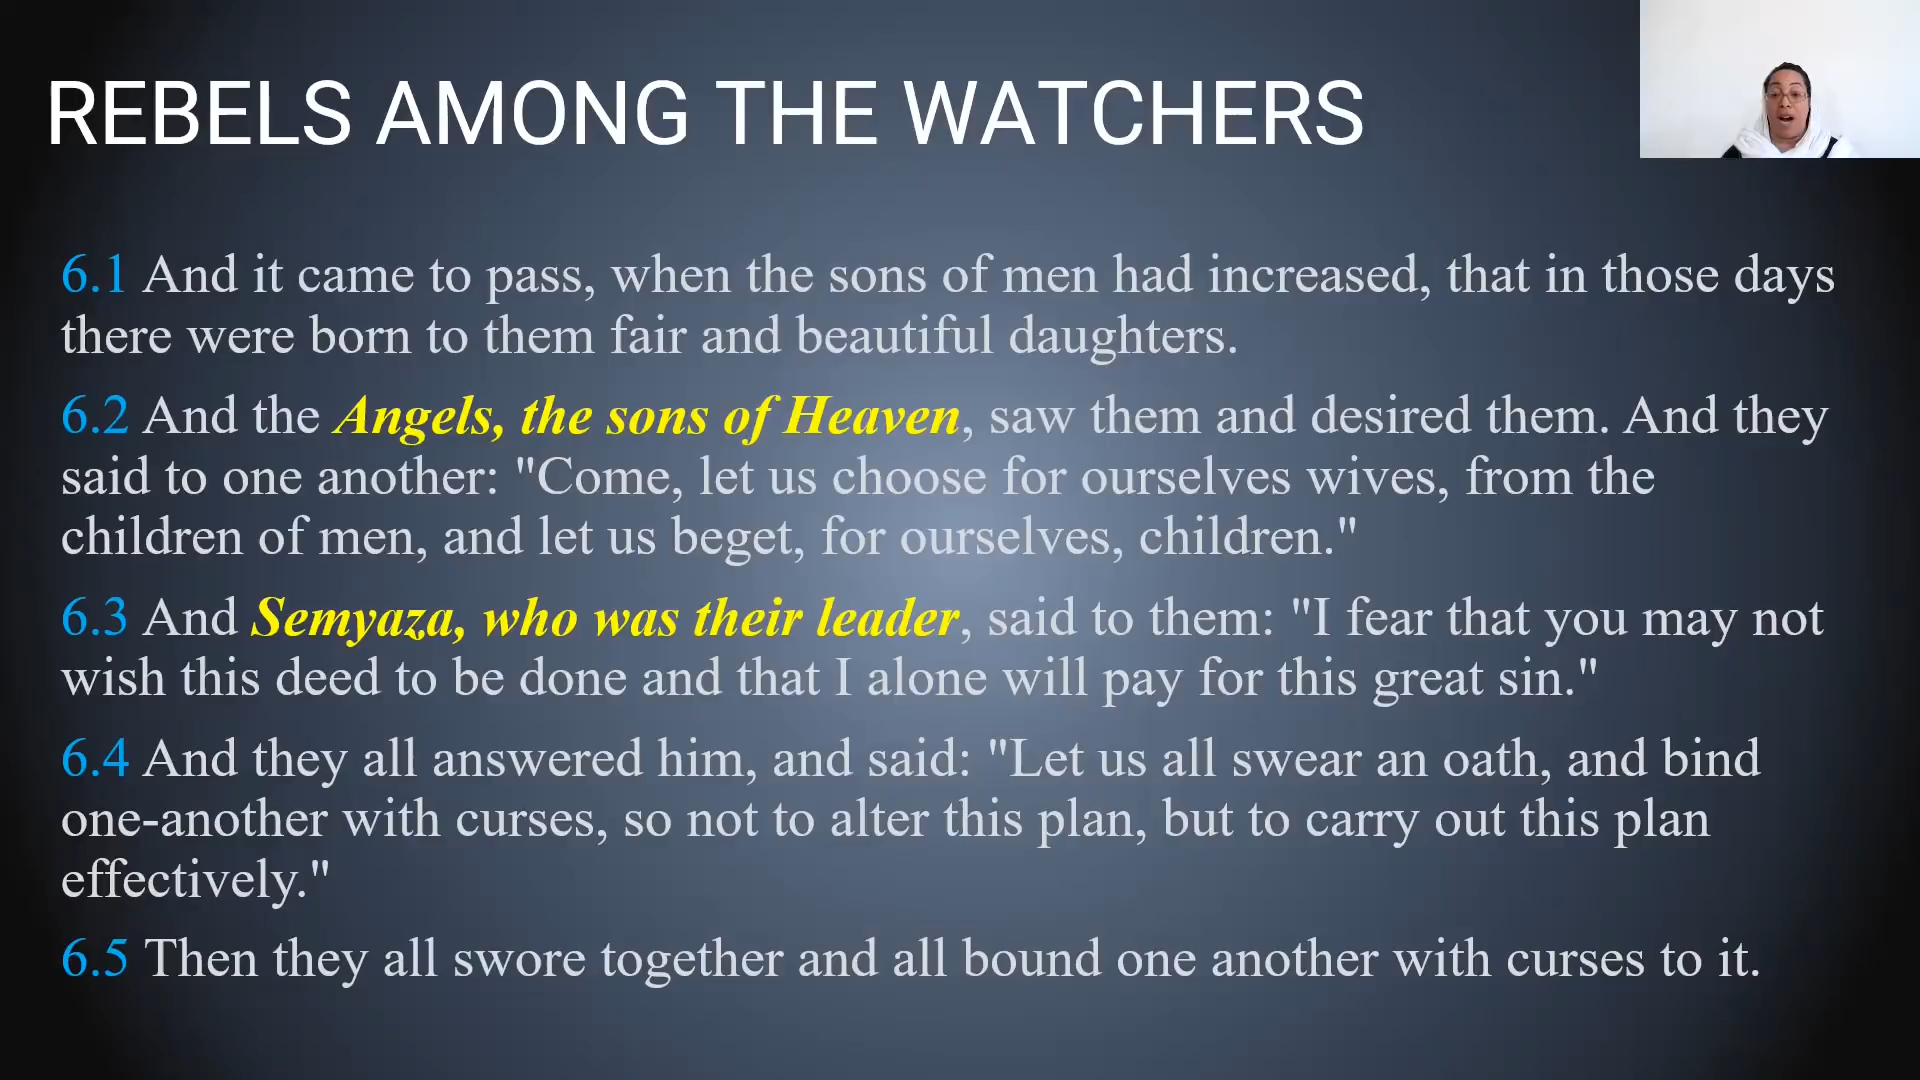 REBELS AMONG THE WATCHERS
6.1 And it came to pass, when the sons of men had increased, that in those days
there were born to them fair and beautiful daughters.
6.2 And the Angels, the sons of Heaven, saw them and desired them. And they
said to one another: "Come, let us choose for ourselves wives, from the
children of men, and let us beget, for ourselves, children."
6.3 And Semyaza, who was their leader, said to them: "I fear that you may not
wish this deed to be done and that I alone will pay for this great sin."
6.4 And they all answered him, and said: "Let us all swear an oath, and bind
one-another with curses, so not to alter this plan, but to carry out this plan
effectively."
6.5 Then they all swore together and all bound one another with curses to it.